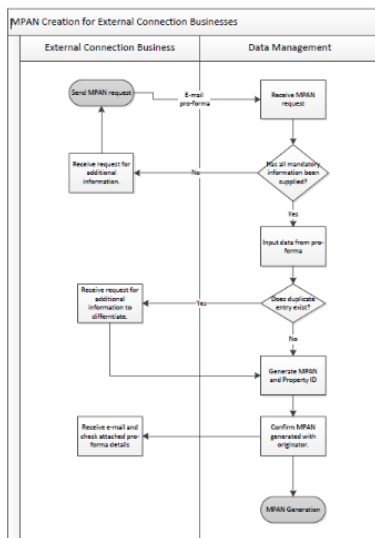 MPAN Creation for External Connection Businesses
External Connection Business
Data Management
Send MPAN request
E-mail
pro-forma
Receive MPAN
request
Has all mandatory
information been
supplied?
No
Receive request for
additional
information.
Yes
Input data from pro-
forma
Does duplicate
entry exist?
Yes
Receive request for
additional
information to
differntiate.
No
Generate MPAN
and Property ID
Confirm MPAN
generated with
originator.
Receive e-mail and
check attached pro-
forma details
MPAN Generation